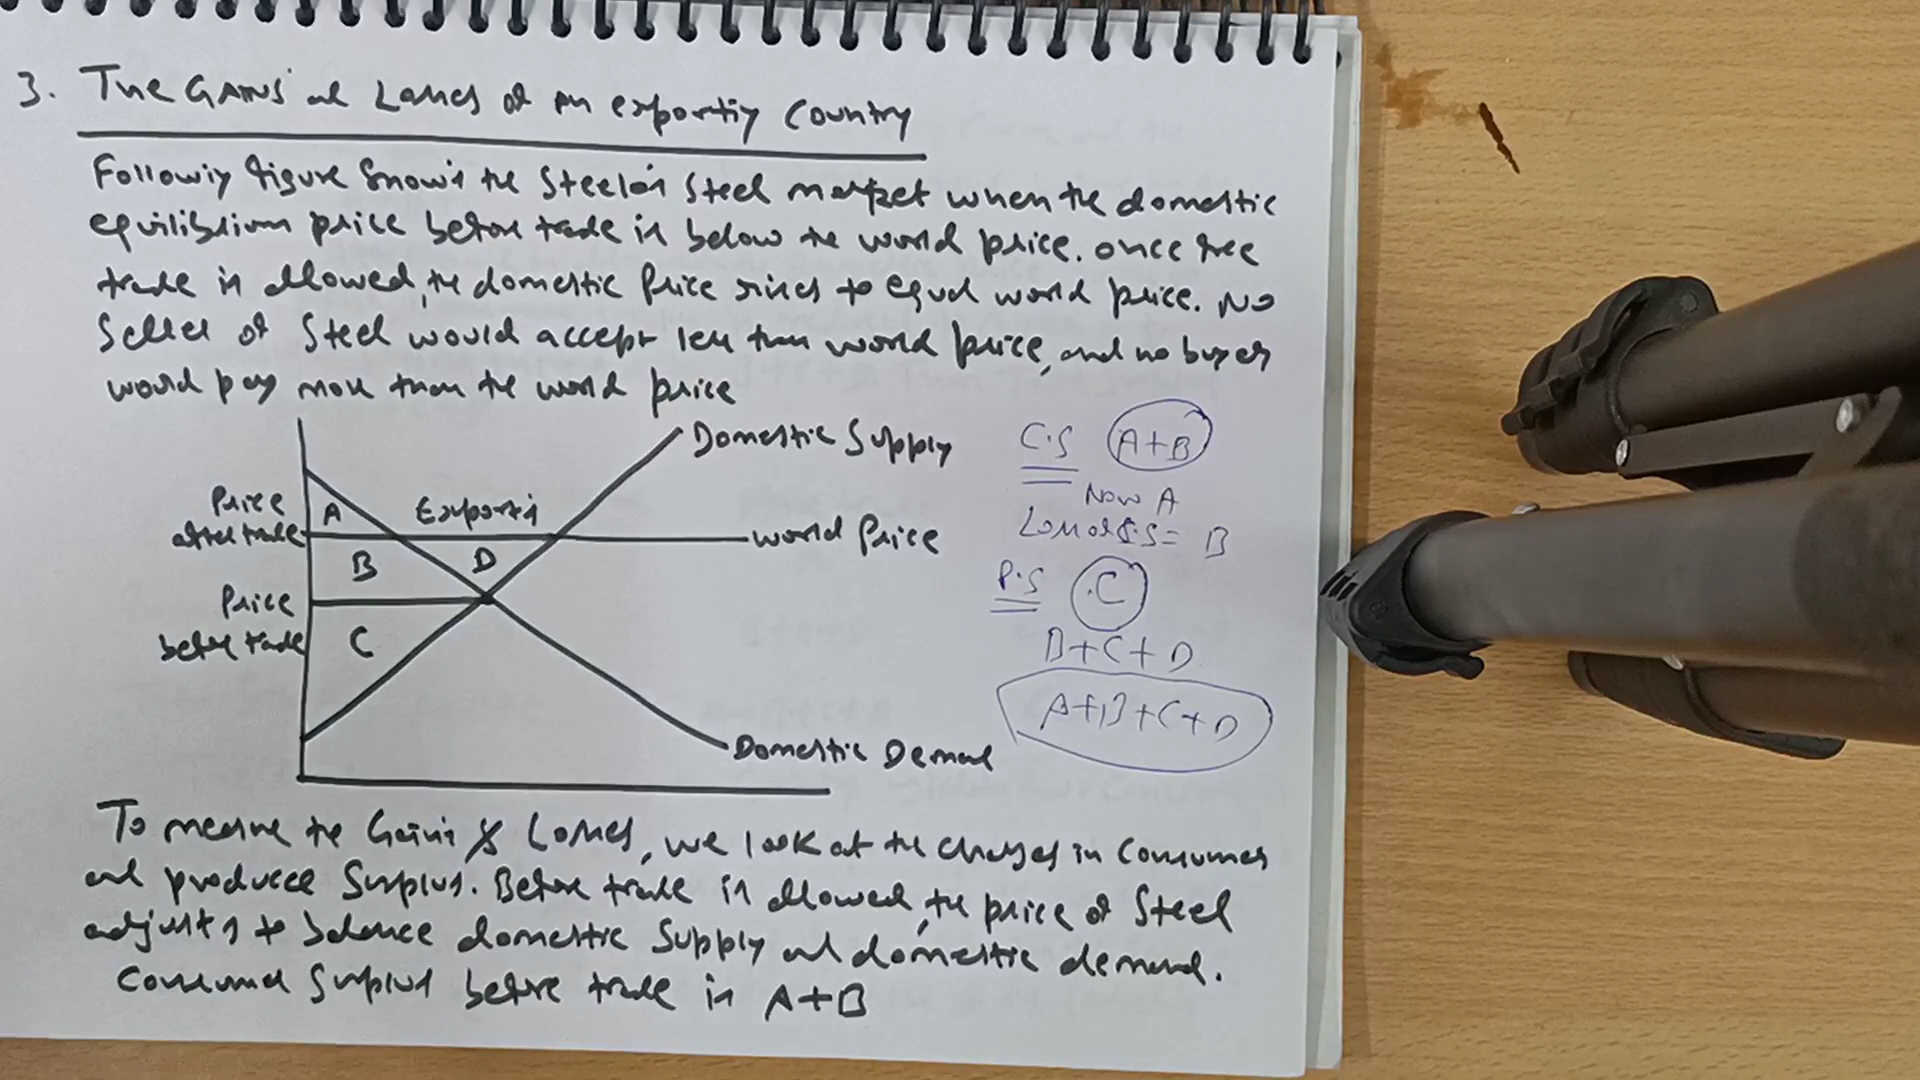 3. The Gains and Losses of an exporting Country
Following figure shows the Steelon Steel market when the domestic
equilibrium price before trade is below the world price. once free
trade is allowed, the domestic price rises to equal world price. No
Seller of Steel would accept less than world price, and no buyer
would pay more than the world price
Domestic Supply
C.S A+B
Price
after trade
A
Exports
Now A
World Price
Loss of C.S = B
B
D
P.S C
Price
before trade
C
B+C+D
A+B+C+D
Domestic Demand
To measure the Gains & Losses, we look at the changes in Consumer
and producer Surplus. Before trade is allowed, the price of Steel
adjusts to balance domestic Supply and domestic demand.
Consumer Surplus before trade is A+B